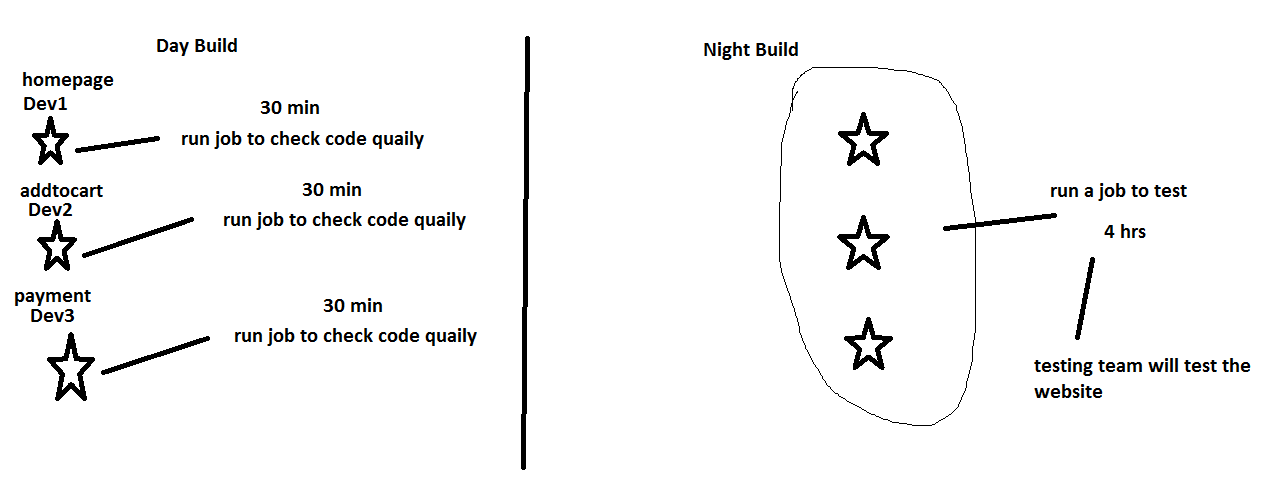 Day Build
homepage
Dev1
30 min
run job to check code quaily
addtocart
Dev2
30 min
run job to check code quaily
payment
Dev3
30 min
run job to check code quaily
Night Build
run a job to test
4 hrs
testing team will test the
website